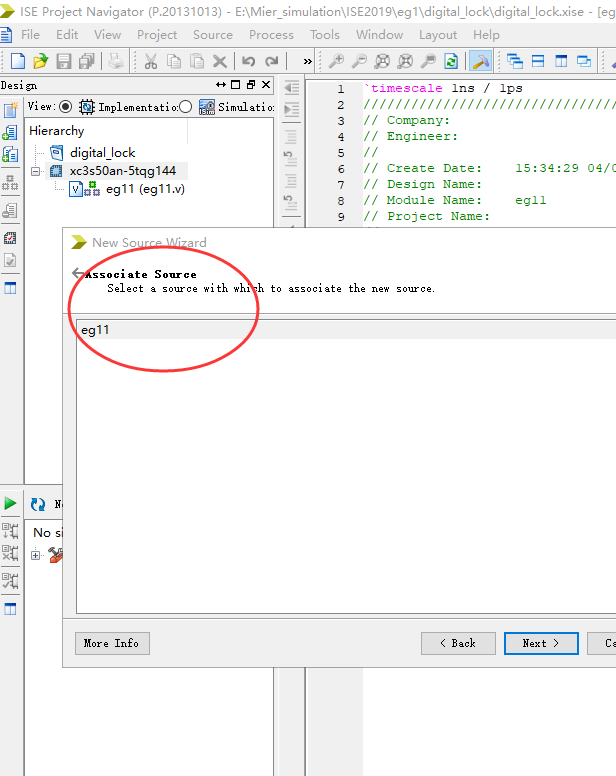 ISE Project Navigator (P.20131013) - E:\Mier_simulation\ISE2019\eg1\digital_lock\digital_lock.xise - [eg
File Edit View Project Source Process Tools Window Layout Help
Design
View: Implementatio: Simulatio:
Hierarchy
digital_lock
xc3s50an-5tqg144
eg11 (eg11.v)
1 `timescale 1ns / 1ps
2 ////////////////////////////////
3 // Company:
4 // Engineer:
5 //
6 // Create Date: 15:34:29 04/0
7 // Design Name:
8 // Module Name: eg11
9 // Project Name:
New Source Wizard
Associate Source
Select a source with which to associate the new source.
eg11
No si
More Info
< Back
Next >
Ca